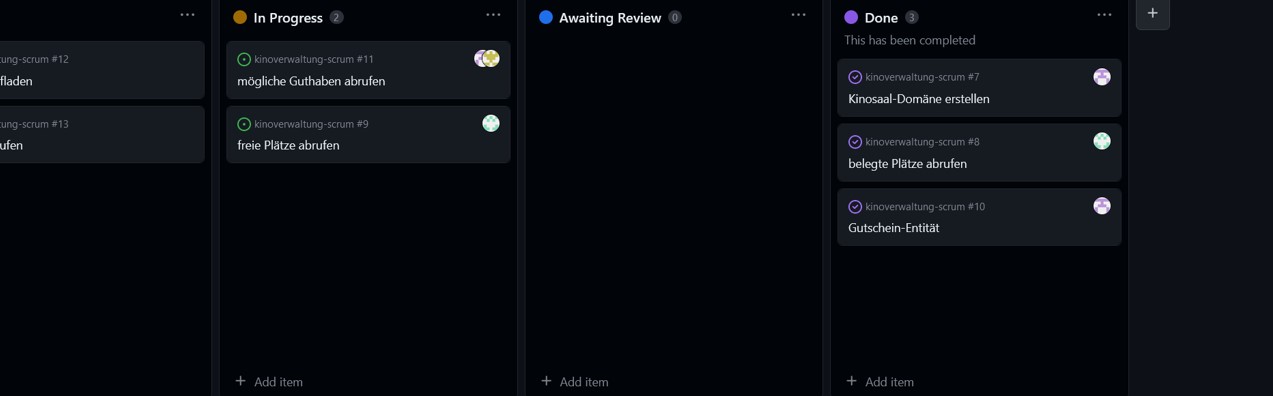 tung-scrum #12
fladen
tung-scrum #13
ufen
In Progress 2
kinoverwaltung-scrum #11
mögliche Guthaben abrufen
kinoverwaltung-scrum #9
freie Plätze abrufen
+ Add item
Awaiting Review 0
+ Add item
Done 3
This has been completed
kinoverwaltung-scrum #7
Kinosaal-Domäne erstellen
kinoverwaltung-scrum #8
belegte Plätze abrufen
kinoverwaltung-scrum #10
Gutschein-Entität
+ Add item